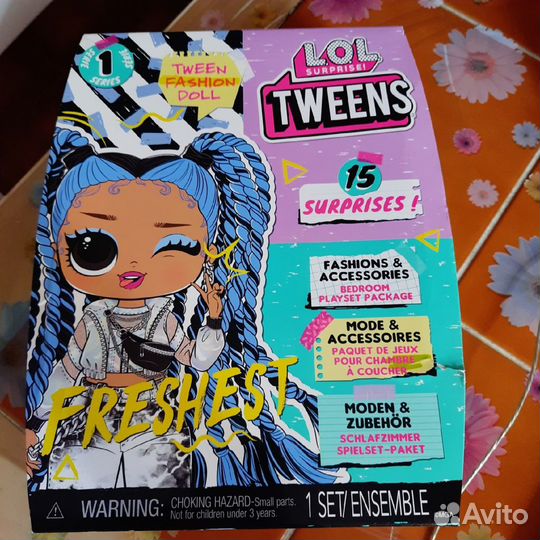 SERIES
1
SERIES
TWEEN
FASHION
DOLL
L.O.L.
SURPRISE!
TWEENS
15
SURPRISES!
FASHIONS &
ACCESSORIES
BEDROOM
PLAYSET PACKAGE
MODE &
ACCESSOIRES
PAQUET DE JEUX
POUR CHAMBRE
À COUCHER
MODEN &
ZUBEHÖR
SCHLAFZIMMER
SPIELSET-PAKET
FRESHEST
WARNING: CHOKING HAZARD-Small parts.
Not for children under 3 years.
1 SET/ENSEMBLE
Avito